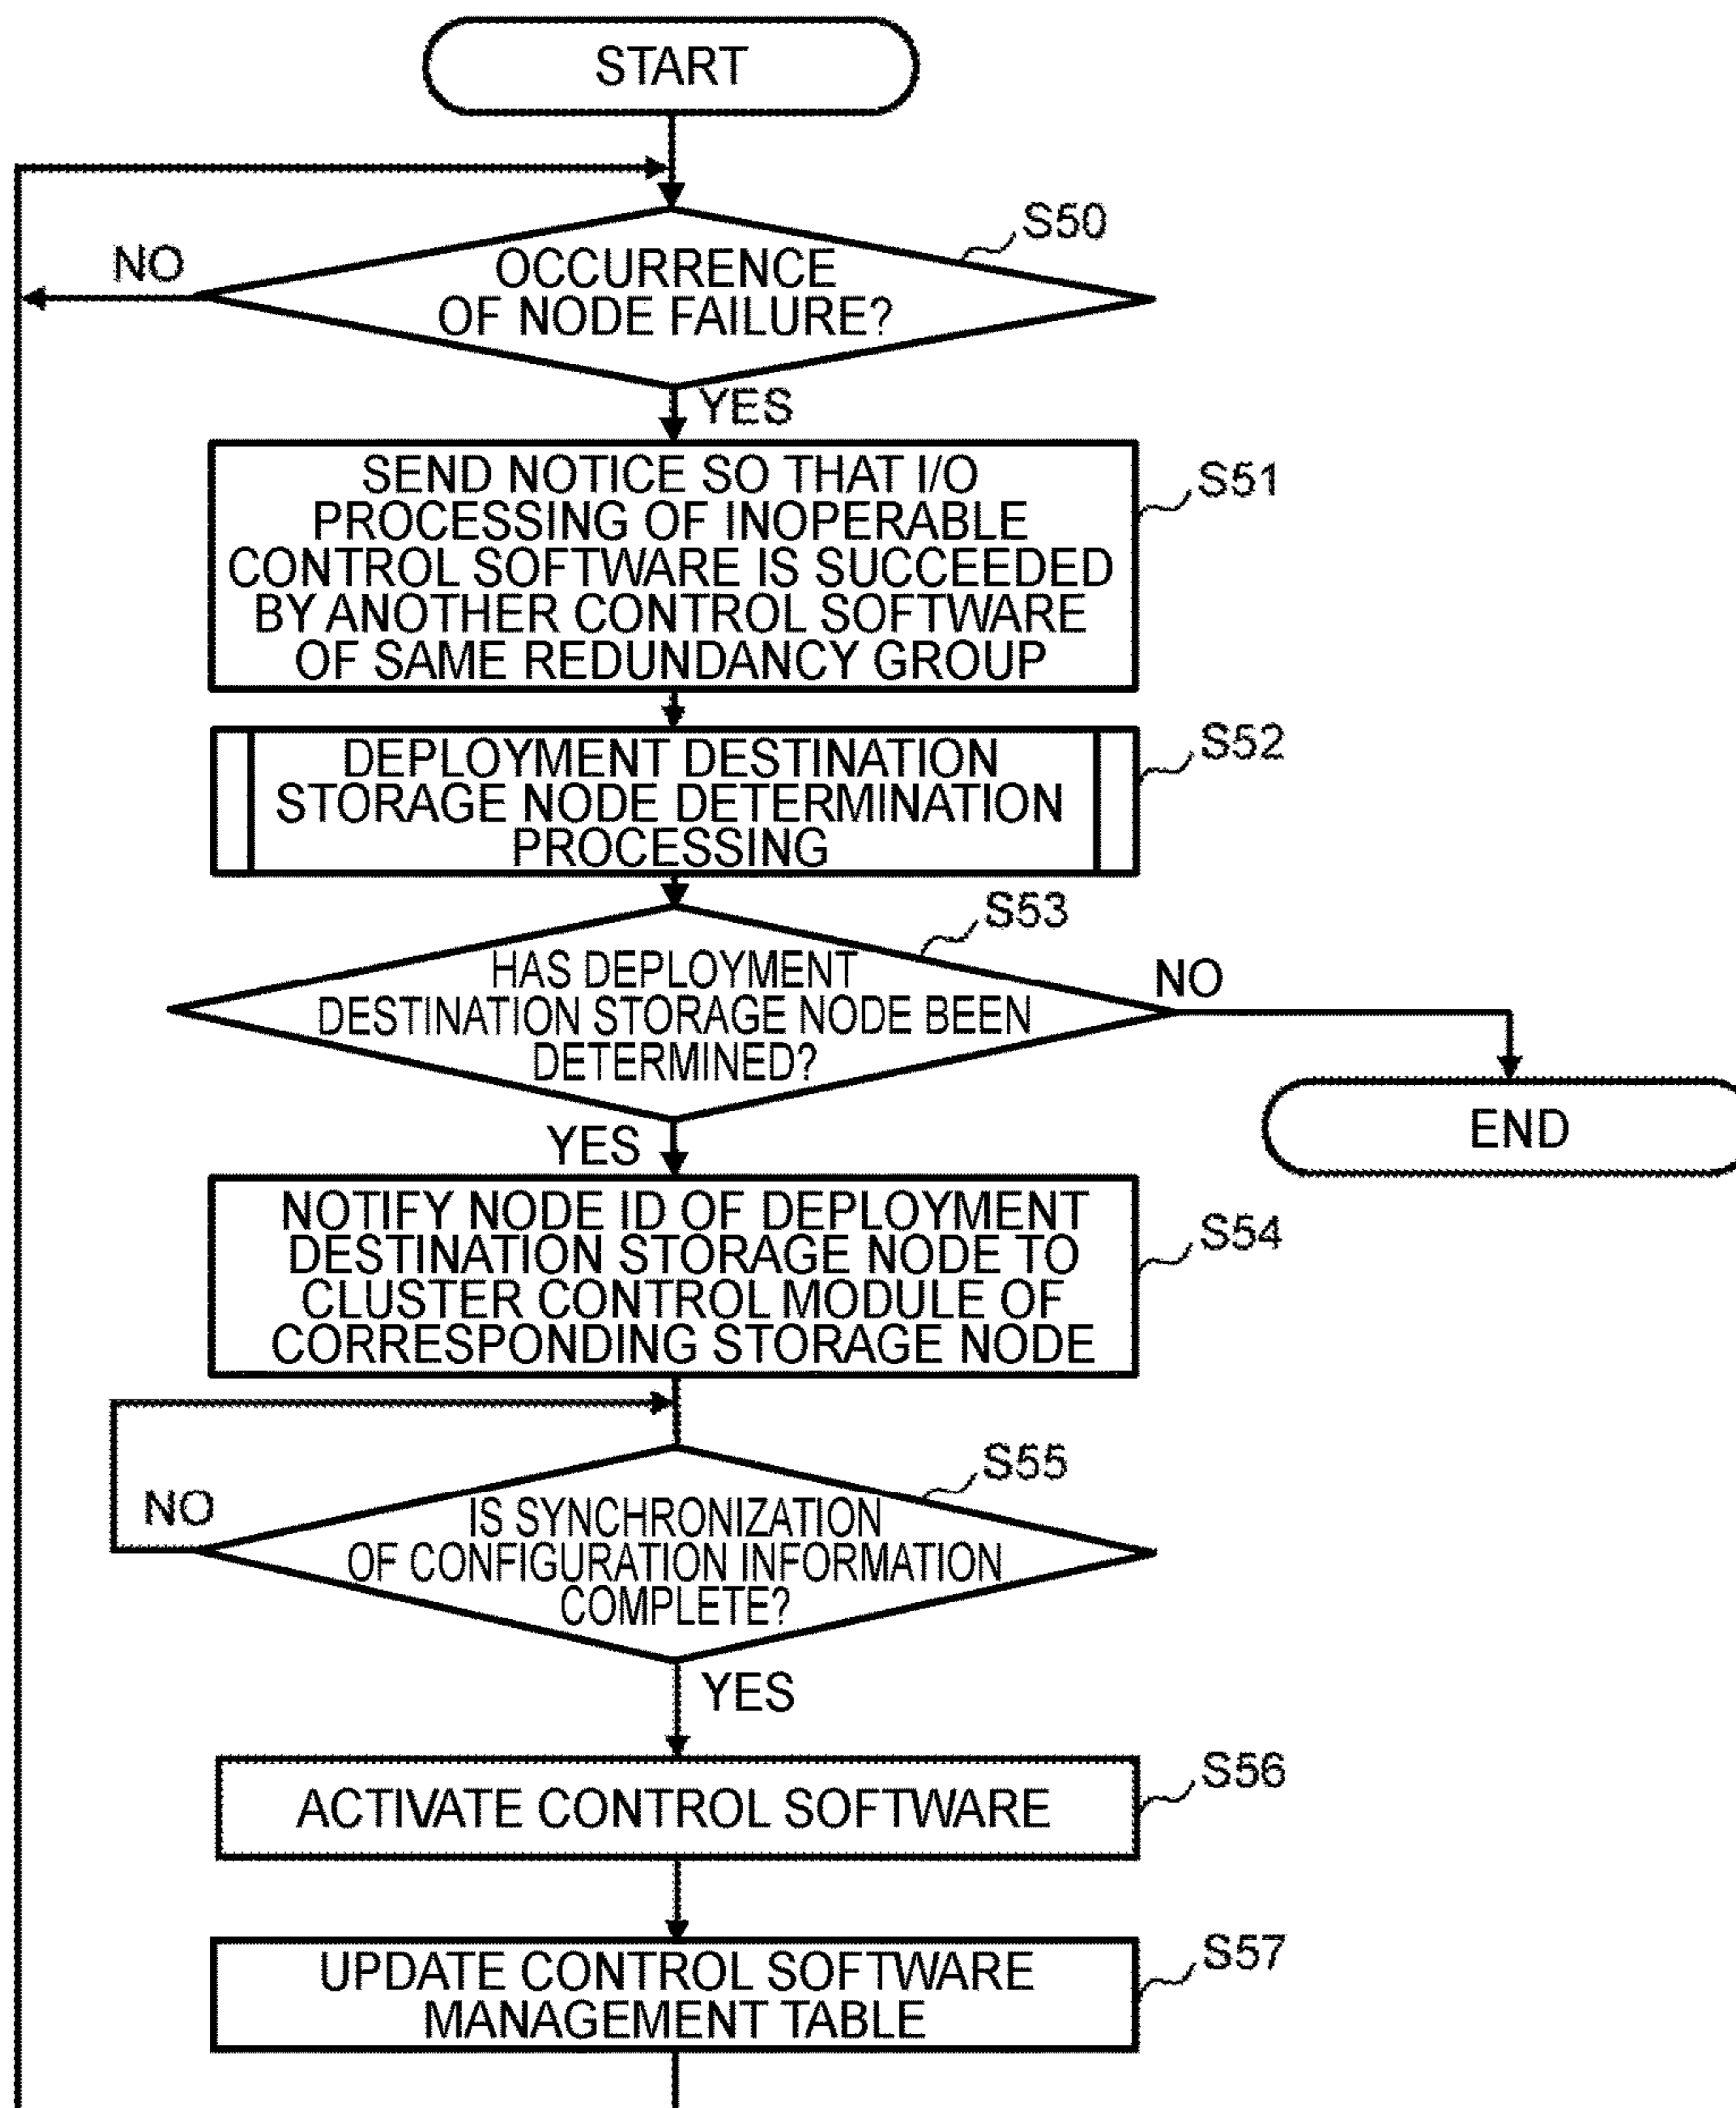 START
S50
NO
OCCURRENCE
OF NODE FAILURE?
YES
SEND NOTICE SO THAT I/O
PROCESSING OF INOPERABLE
CONTROL SOFTWARE IS SUCCEEDED
BY ANOTHER CONTROL SOFTWARE
OF SAME REDUNDANCY GROUP
S51
DEPLOYMENT DESTINATION
STORAGE NODE DETERMINATION
PROCESSING
S52
S53
HAS DEPLOYMENT
DESTINATION STORAGE NODE BEEN
DETERMINED?
NO
END
YES
NOTIFY NODE ID OF DEPLOYMENT
DESTINATION STORAGE NODE TO
CLUSTER CONTROL MODULE OF
CORRESPONDING STORAGE NODE
S54
S55
NO
IS SYNCHRONIZATION
OF CONFIGURATION INFORMATION
COMPLETE?
YES
ACTIVATE CONTROL SOFTWARE
S56
UPDATE CONTROL SOFTWARE
MANAGEMENT TABLE
S57